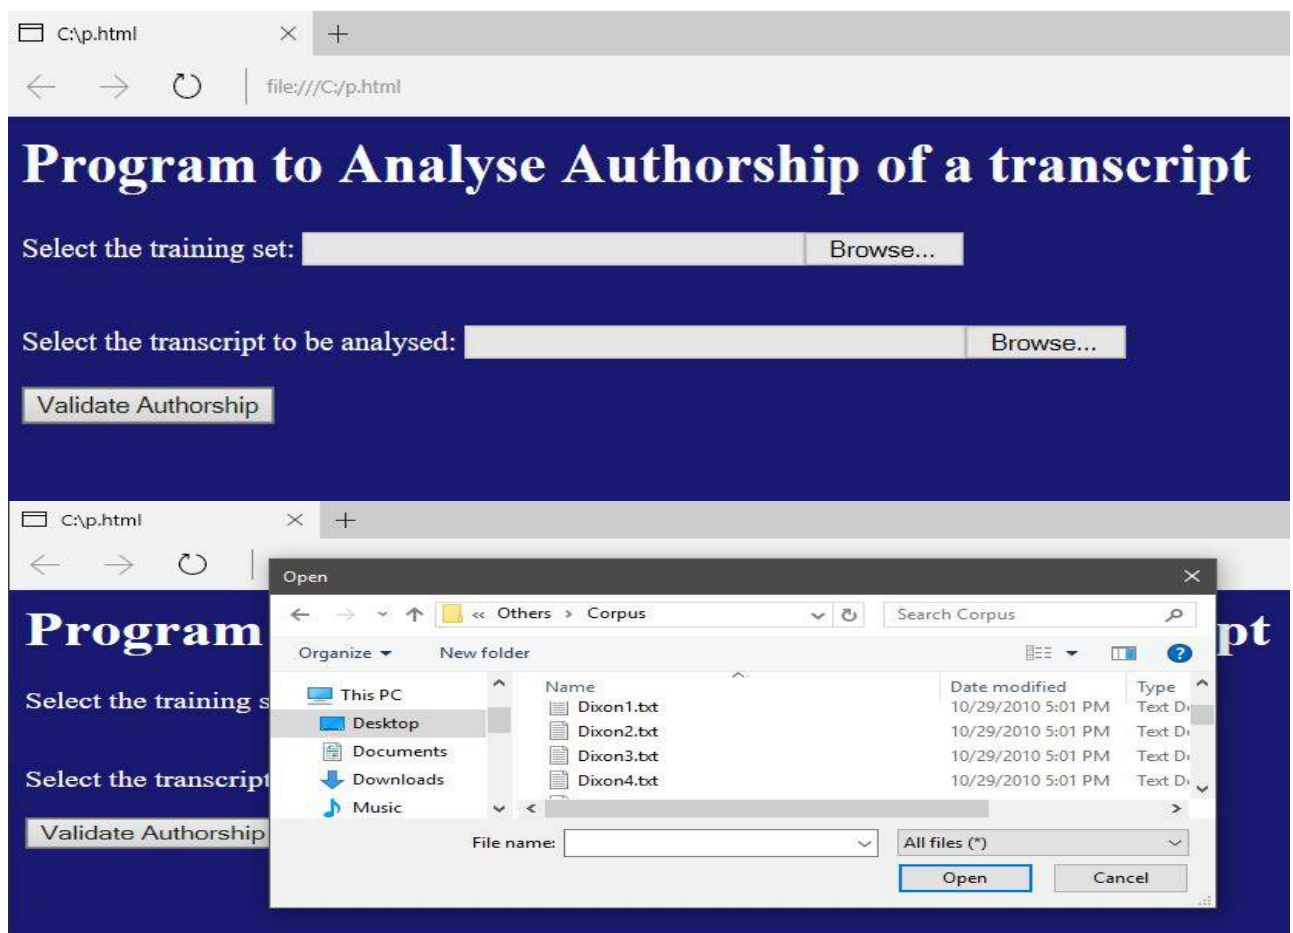 C:\p.html
file:///C:/p.html
Program to Analyse Authorship of a transcript
Select the training set: Browse...
Select the transcript to be analysed: Browse...
Validate Authorship
C:\p.html
Open
« Others > Corpus Search Corpus
Program pt
Organize New folder
Name Date modified Type
This PC
Select the training s
Dixon1.txt 10/29/2010 5:01 PM Text D
Desktop
Dixon2.txt 10/29/2010 5:01 PM Text D
Documents
Dixon3.txt 10/29/2010 5:01 PM Text D
Select the transcript
Downloads
Dixon4.txt 10/29/2010 5:01 PM Text D
Music
Validate Authorship
File name: All files (*)
Open Cancel